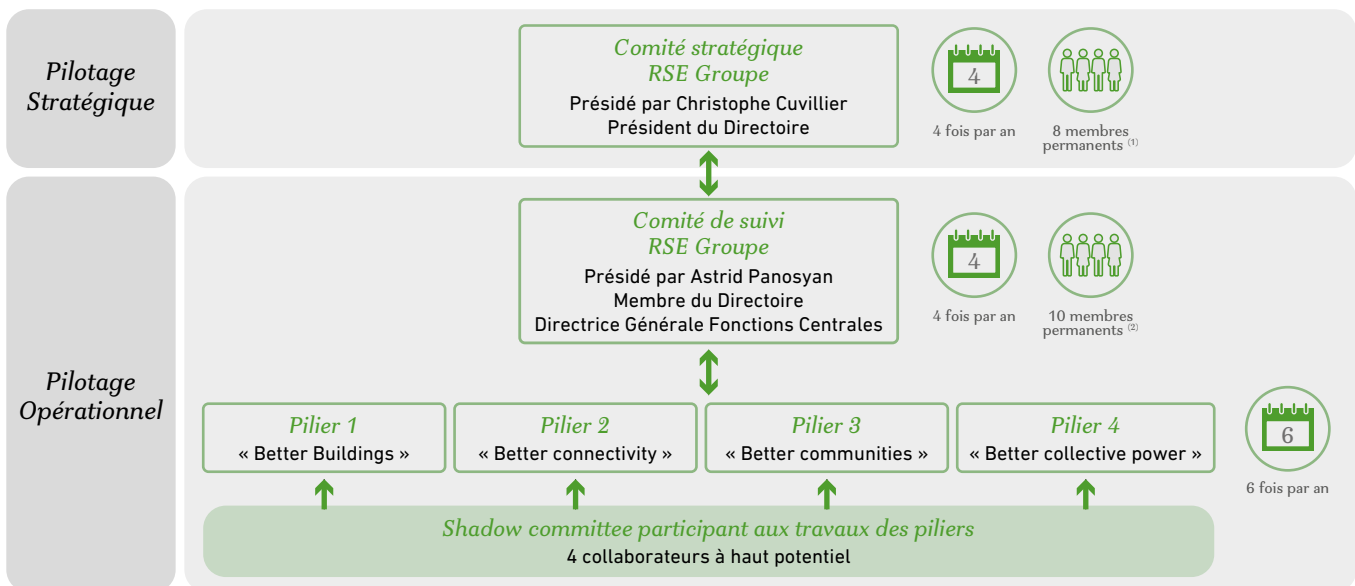 Pilotage
Stratégique
Comité stratégique
RSE Groupe
Présidé par Christophe Cuvillier
Président du Directoire
4
4 fois par an
8 membres
permanents (1)
Pilotage
Opérationnel
Comité de suivi
RSE Groupe
Présidé par Astrid Panosyan
Membre du Directoire
Directrice Générale Fonctions Centrales
4
4 fois par an
10 membres
permanents (2)
Pilier 1
« Better Buildings »
Pilier 2
« Better connectivity »
Pilier 3
« Better communities »
Pilier 4
« Better collective power »
6
6 fois par an
Shadow committee participant aux travaux des piliers
4 collaborateurs à haut potentiel